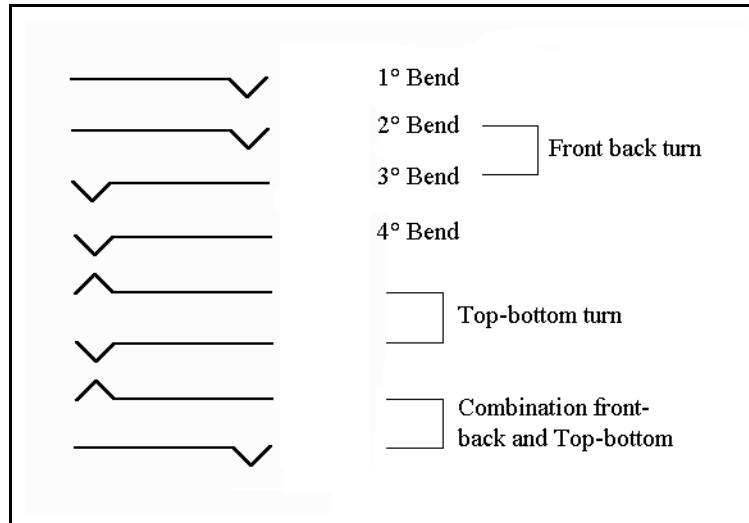 1° Bend
2° Bend
Front back turn
3° Bend
4° Bend
Top-bottom turn
Combination front-
back and Top-bottom